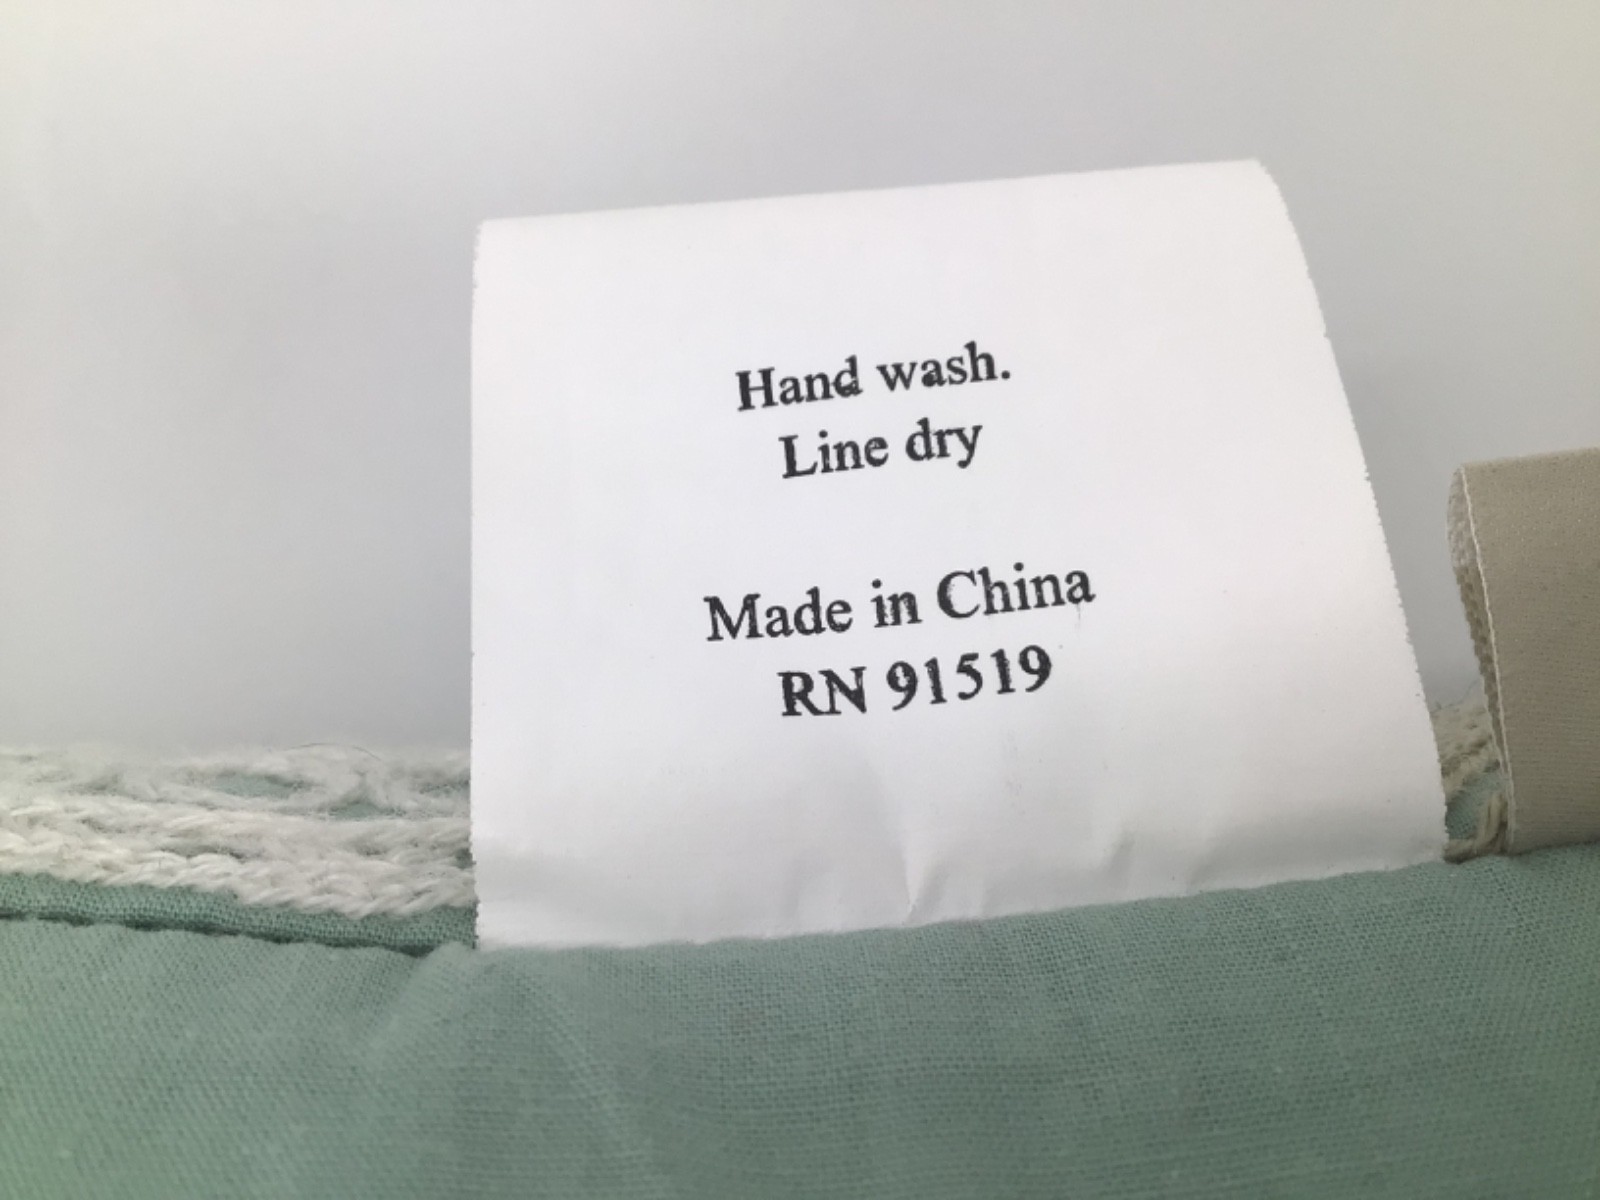 Hand wash.
Line dry
Made in China
RN 91519